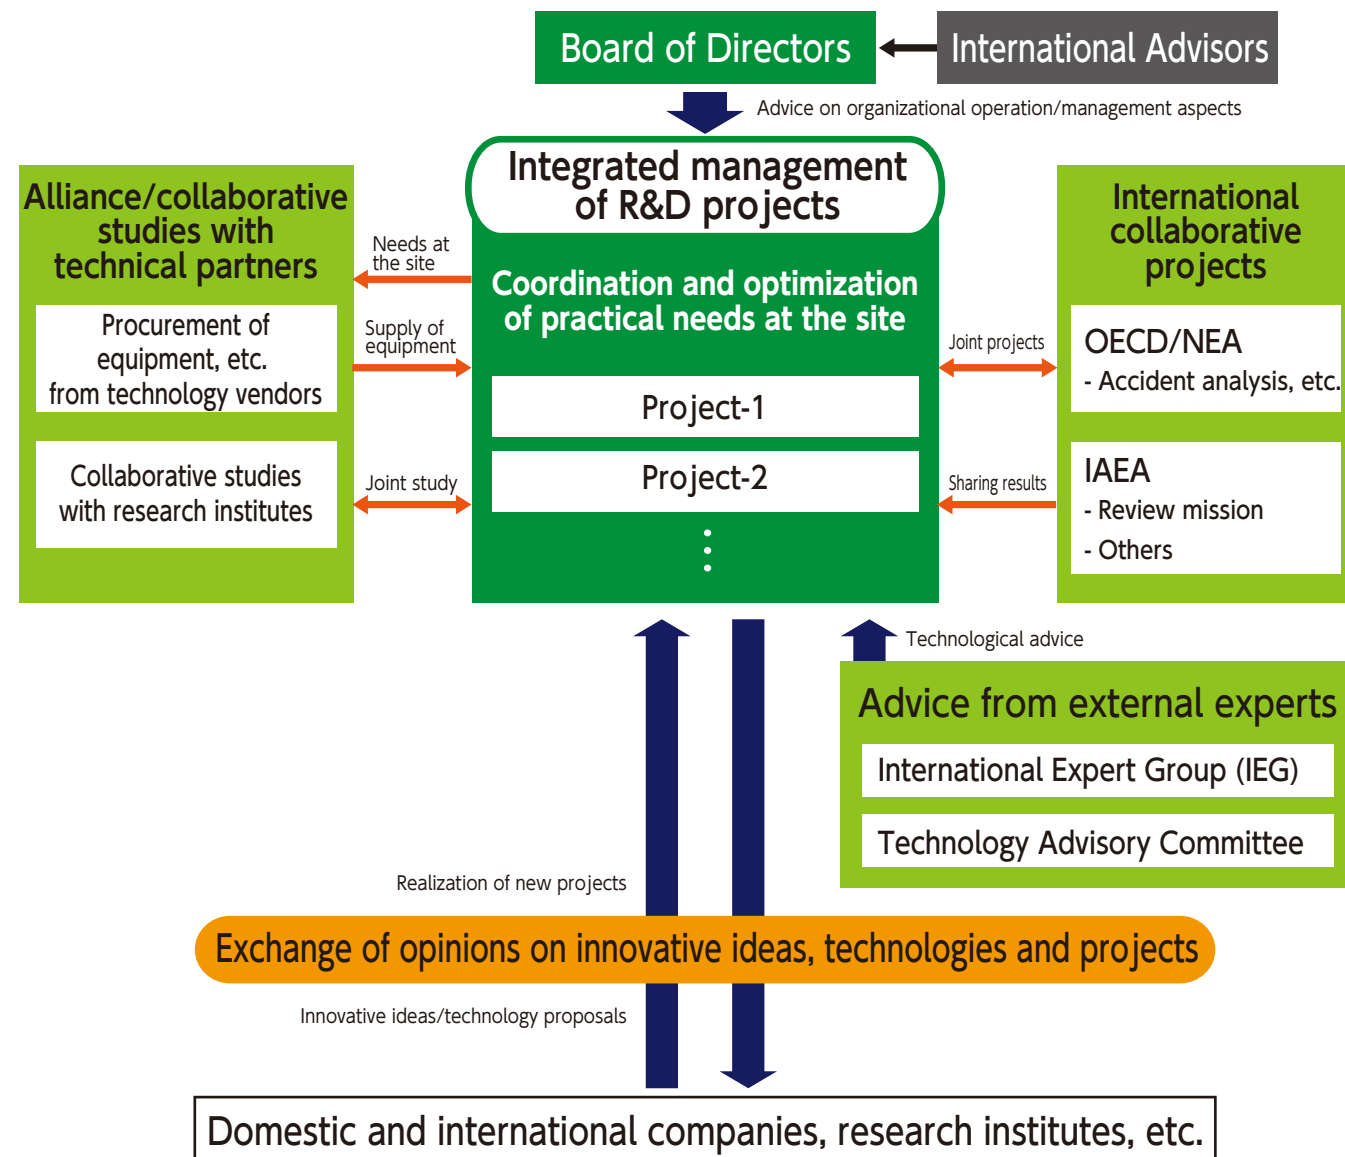 Board of Directors
International Advisors
Advice on organizational operation/management aspects
Integrated management
of R&D projects
Alliance/collaborative
studies with
technical partners
Needs at
the site
Procurement of
equipment, etc.
from technology vendors
Supply of
equipment
Collaborative studies
with research institutes
Joint study
Coordination and optimization
of practical needs at the site
Project-1
Project-2
International
collaborative
projects
Joint projects
OECD/NEA
- Accident analysis, etc.
Sharing results
IAEA
- Review mission
- Others
Technological advice
Advice from external experts
International Expert Group (IEG)
Technology Advisory Committee
Realization of new projects
Exchange of opinions on innovative ideas, technologies and projects
Innovative ideas/technology proposals
Domestic and international companies, research institutes, etc.